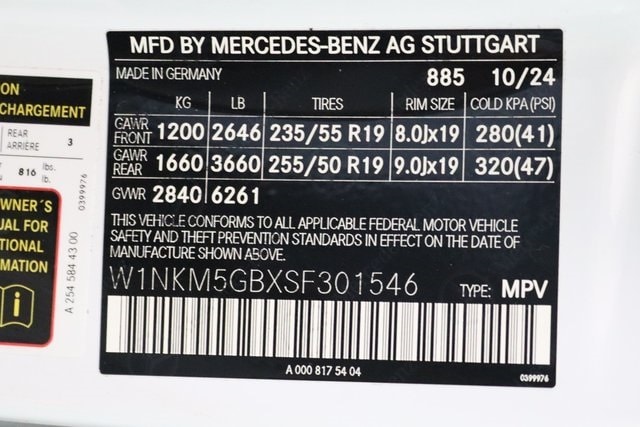 MFD BY MERCEDES-BENZ AG STUTTGART
MADE IN GERMANY 885 10/24
KG LB TIRES RIM SIZE COLD KPA(PSI)
GAWR FRONT 1200 2646 235/55 R19 8.0Jx19 280(41)
GAWR REAR 1660 3660 255/50 R19 9.0Jx19 320(47)
GVWR 2840 6261
THIS VEHICLE CONFORMS TO ALL APPLICABLE FEDERAL MOTOR VEHICLE
SAFETY AND THEFT PREVENTION STANDARDS IN EFFECT ON THE DATE OF
MANUFACTURE SHOWN ABOVE.
W1NKM5GBXSF301546 TYPE: MPV
A 000 817 54 04
0399976
ON
CHARGEMENT
REAR
ARRIÈRE 3
816 lbs.
lb.
OWNER'S
UAL FOR
TIONAL
RMATION
i
0399976
A 254 584 43 00